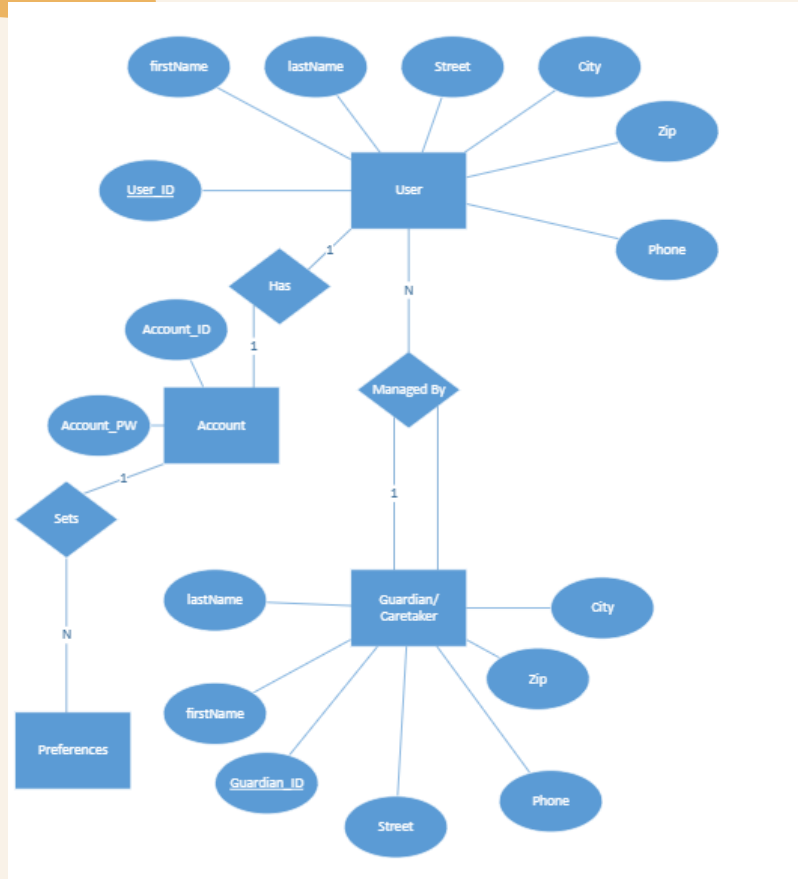 firstName
lastName
Street
City
Zip
User_ID
User
Phone
1
Has
N
Account_ID
1
Managed By
Account_PW
Account
1
1
Sets
lastName
Guardian/
Caretaker
City
N
Zip
firstName
Preferences
Guardian_ID
Phone
Street